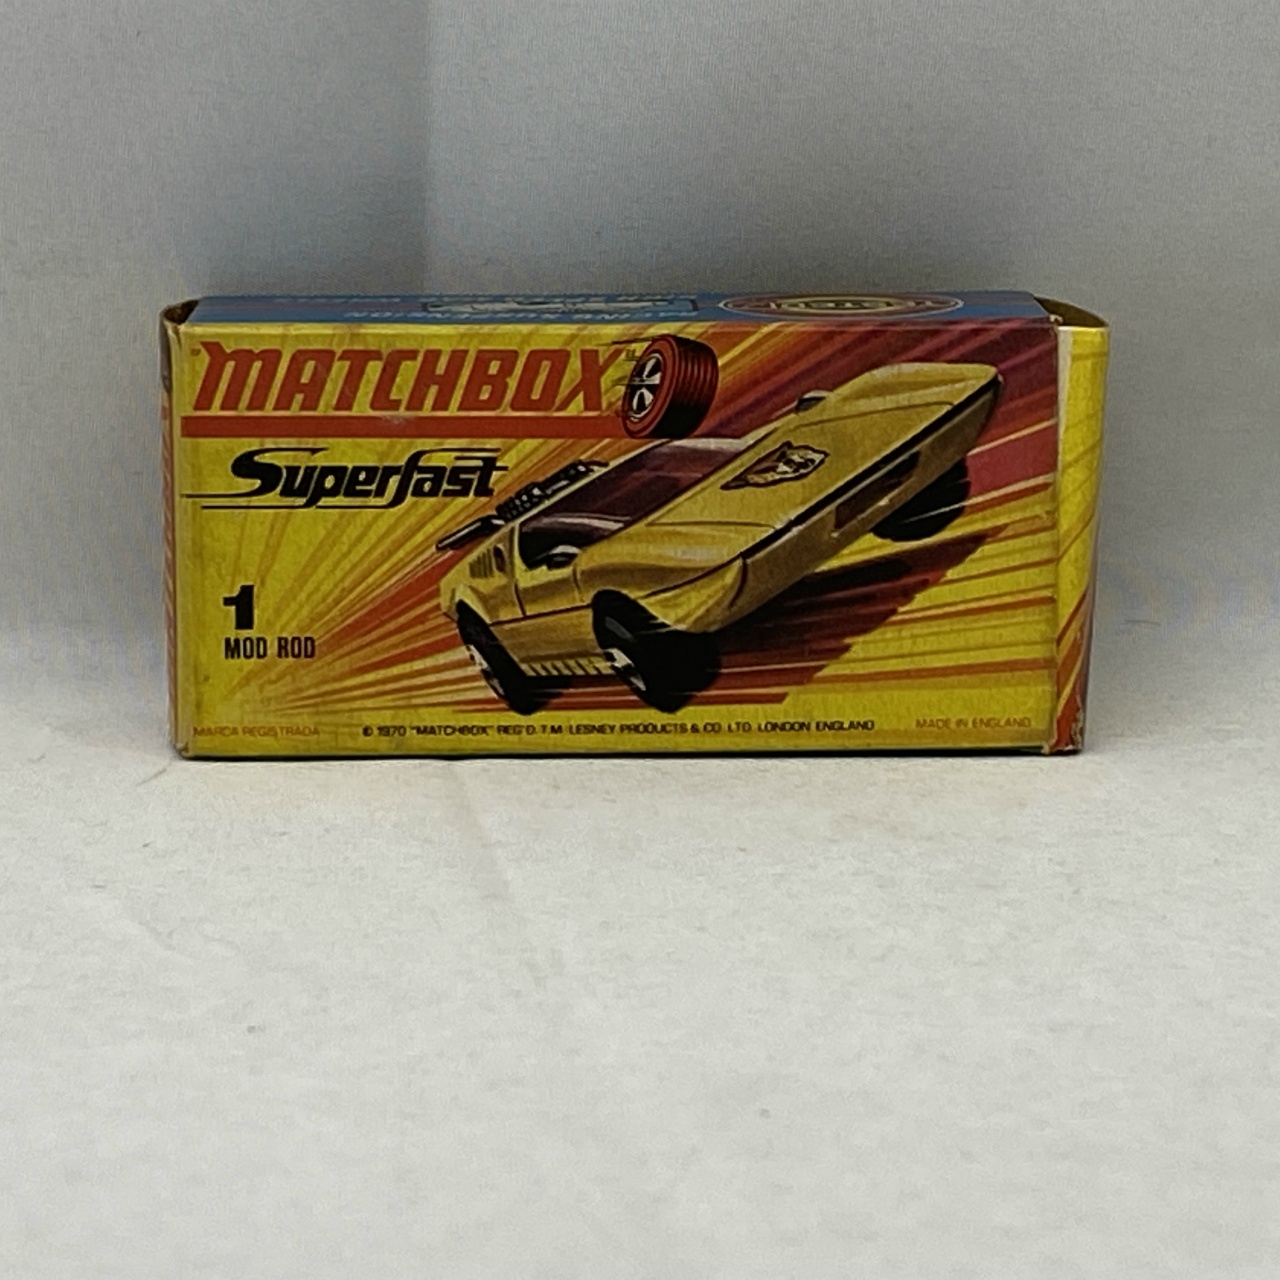 "MATCHBOX"
Superfast
1
MOD ROD
MARCA REGISTRADA © 1970 "MATCHBOX" REG'D. T.M. LESNEY PRODUCTS & CO. LTD. LONDON ENGLAND MADE IN ENGLAND